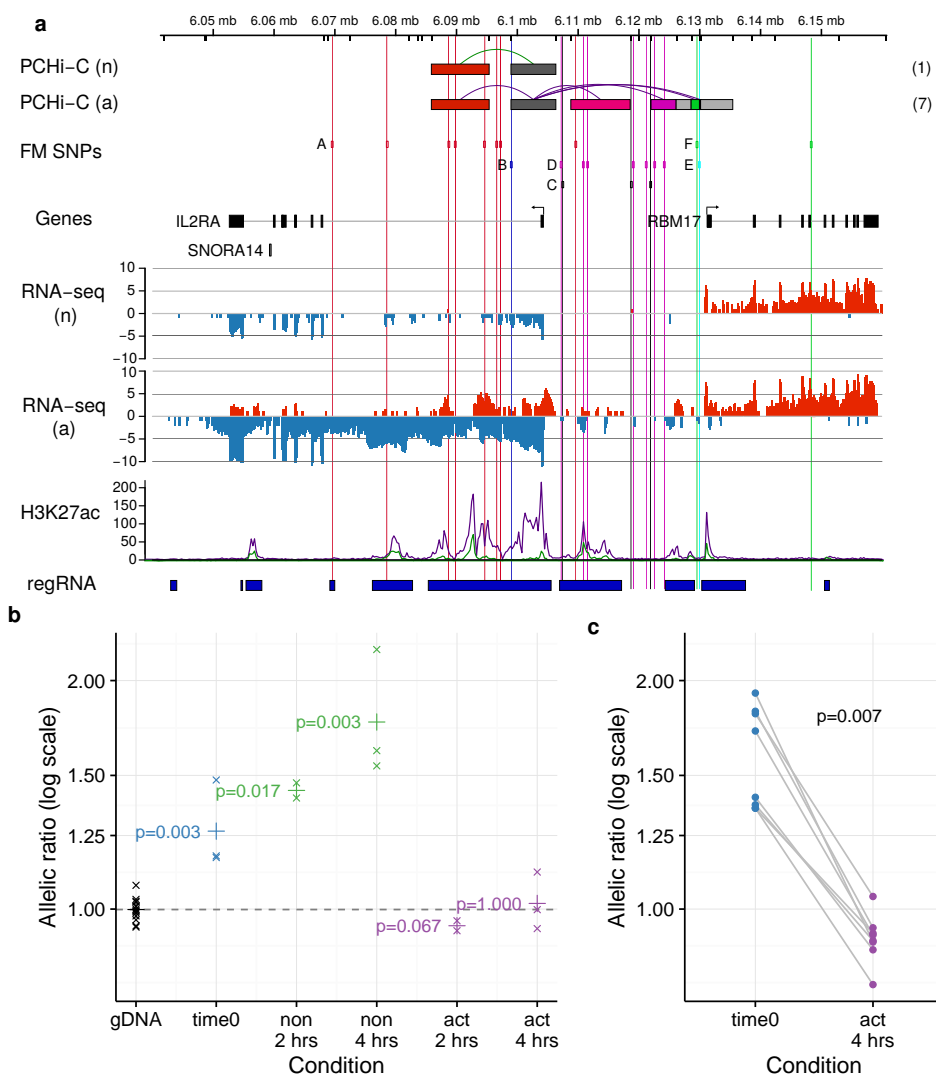 a
6.05 mb 6.06 mb 6.07 mb 6.08 mb 6.09 mb 6.1 mb 6.11 mb 6.12 mb 6.13 mb 6.15 mb
PCHi−C (n) (1)
PCHi−C (a) (7)
FM SNPs
A F
B D E
C
Genes
IL2RA RBM17
SNORA14
RNA−seq
(n)
10
5
0
−5
−10
RNA−seq
(a)
10
5
0
−5
−10
H3K27ac
200
150
100
50
0
regRNA
b
Allelic ratio (log scale)
2.00
1.50
1.25
1.00
p=0.003
p=0.017
p=0.003
p=0.067
p=1.000
gDNA time0 non 2 hrs non 4 hrs act 2 hrs act 4 hrs
Condition
c
Allelic ratio (log scale)
2.00
1.50
1.25
1.00
p=0.007
time0 act 4 hrs
Condition